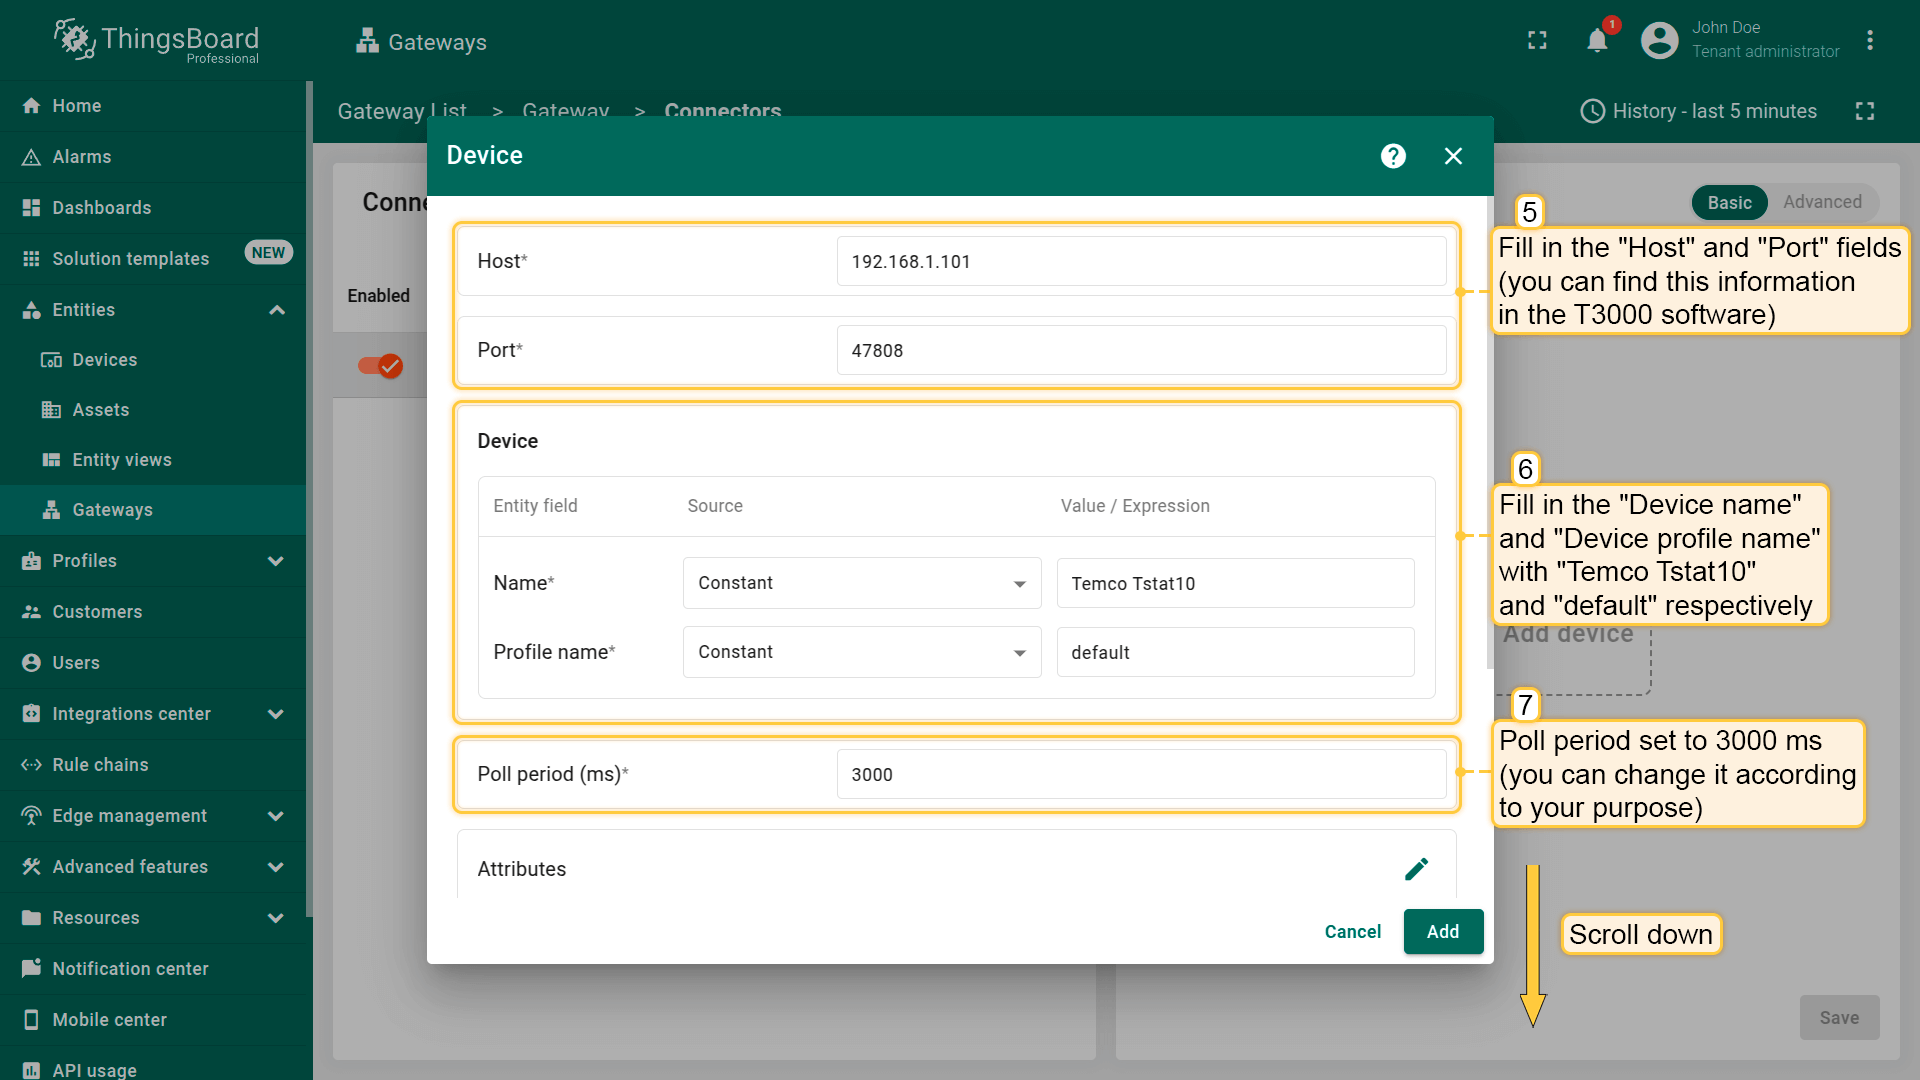 ThingsBoard
Professional
Gateways
1
John Doe
Tenant administrator
Home
Alarms
Dashboards
Solution templates
NEW
Entities
Devices
Assets
Entity views
Gateways
Profiles
Customers
Users
Integrations center
Rule chains
Edge management
Advanced features
Resources
Notification center
Mobile center
API usage
Gateway List > Gateway > Connectors
History - last 5 minutes
Conne
Enabled
Basic
Advanced
Add device
Save
Device
?
Host*
192.168.1.101
Port*
47808
Device
Entity field Source Value / Expression
Name* Constant Temco Tstat10
Profile name* Constant default
Poll period (ms)*
3000
Attributes
Cancel
Add
5
Fill in the "Host" and "Port" fields
(you can find this information
in the T3000 software)
6
Fill in the "Device name"
and "Device profile name"
with "Temco Tstat10"
and "default" respectively
7
Poll period set to 3000 ms
(you can change it according
to your purpose)
Scroll down